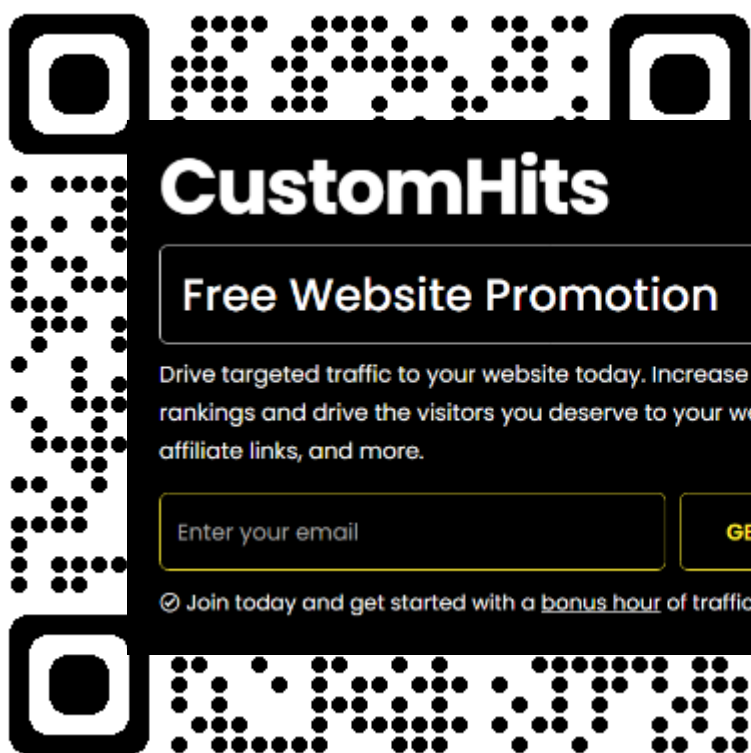 CustomHits
Free Website Promotion
Drive targeted traffic to your website today. Increase
rankings and drive the visitors you deserve to your
affiliate links, and more.
Enter your email
Join today and get started with a bonus hour of traffic